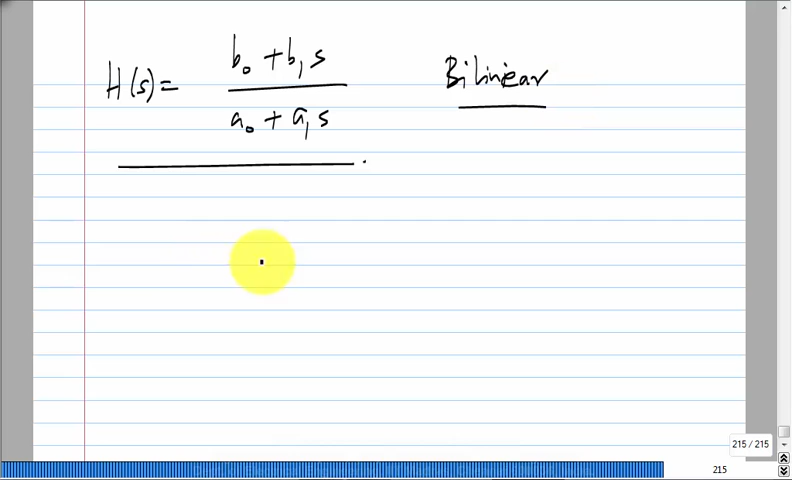 H(s) = (b₀ + b₁s) / (a₀ + a₁s) Bilinear
215 / 215
215